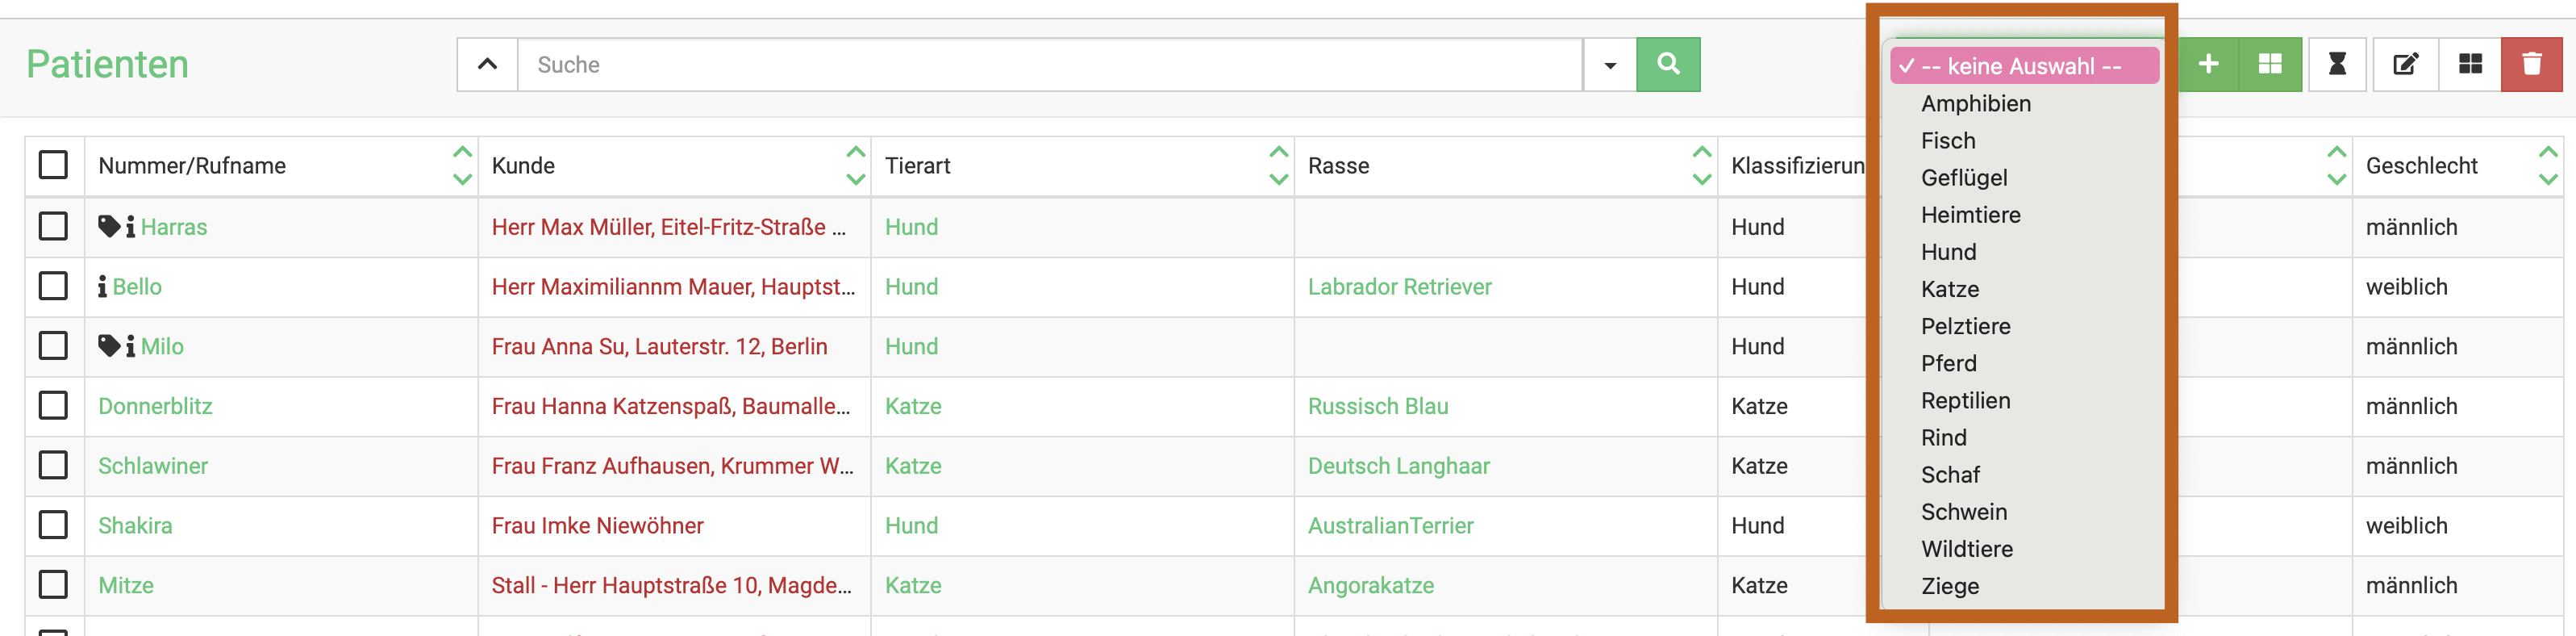 Patienten
Suche
-- keine Auswahl --
Amphibien
Fisch
Geflügel
Heimtiere
Hund
Katze
Pelztiere
Pferd
Reptilien
Rind
Schaf
Schwein
Wildtiere
Ziege
Nummer/Rufname Kunde Tierart Rasse Klassifizierun Geschlecht
Harras Herr Max Müller, Eitel-Fritz-Straße ... Hund Hund männlich
Bello Herr Maximiliannm Mauer, Hauptst... Hund Labrador Retriever Hund weiblich
Milo Frau Anna Su, Lauterstr. 12, Berlin Hund Hund männlich
Donnerblitz Frau Hanna Katzenspaß, Baumalle... Katze Russisch Blau Katze männlich
Schlawiner Frau Franz Aufhausen, Krummer W... Katze Deutsch Langhaar Katze männlich
Shakira Frau Imke Niewöhner Hund AustralianTerrier Hund weiblich
Mitze Stall - Herr Hauptstraße 10, Magde... Katze Angorakatze Katze männlich